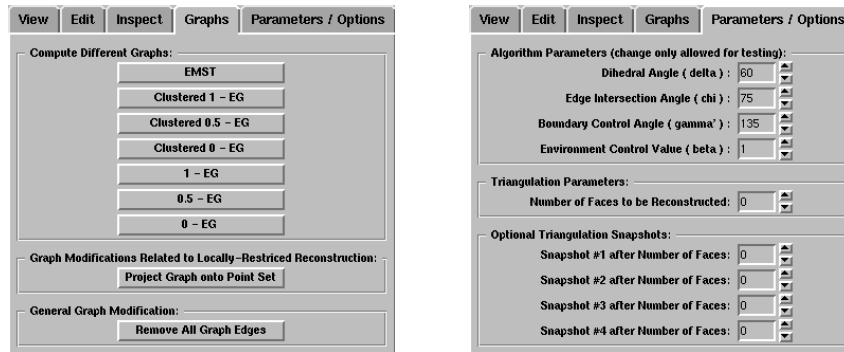 View Edit Inspect Graphs Parameters / Options
Compute Different Graphs:
EMST
Clustered 1 – EG
Clustered 0.5 – EG
Clustered 0 – EG
1 – EG
0.5 – EG
0 – EG
Graph Modifications Related to Locally–Restriced Reconstruction:
Project Graph onto Point Set
General Graph Modification:
Remove All Graph Edges
View Edit Inspect Graphs Parameters / Options
Algorithm Parameters (change only allowed for testing):
Dihedral Angle ( delta ) : 60
Edge Intersection Angle ( chi ) : 75
Boundary Control Angle ( gamma' ) : 135
Environment Control Value ( beta ) : 1
Triangulation Parameters:
Number of Faces to be Reconstructed: 0
Optional Triangulation Snapshots:
Snapshot #1 after Number of Faces: 0
Snapshot #2 after Number of Faces: 0
Snapshot #3 after Number of Faces: 0
Snapshot #4 after Number of Faces: 0